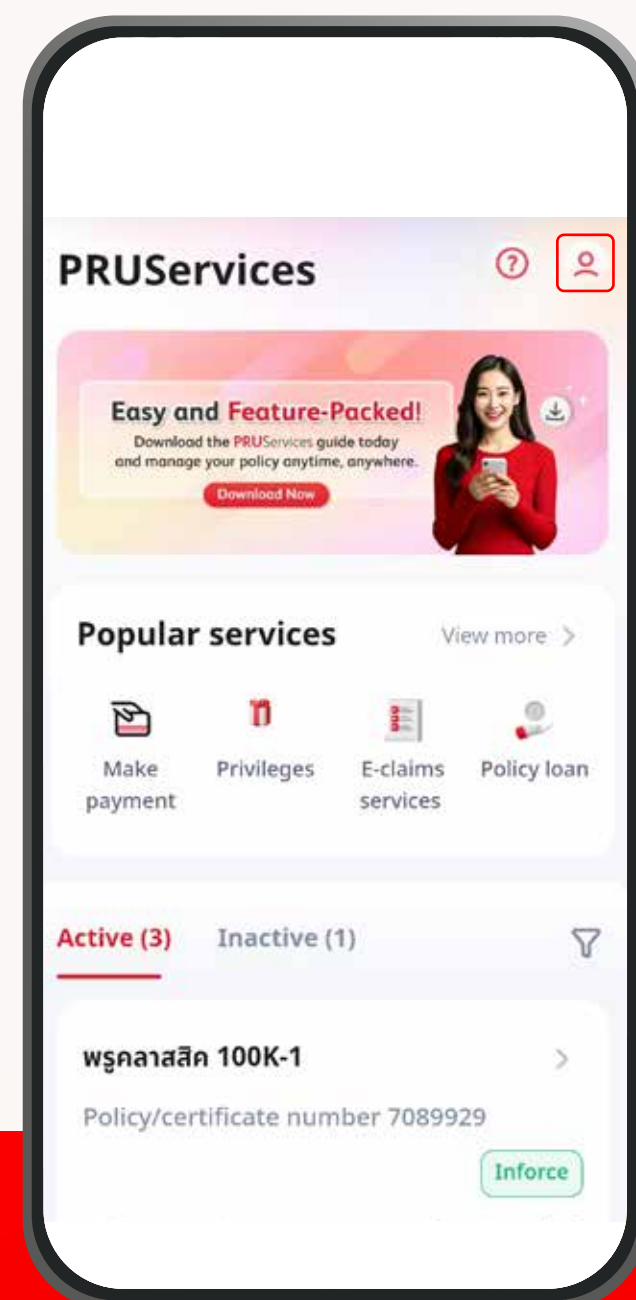 PRUServices
Easy and Feature-Packed!
Download the PRUServices guide today
and manage your policy anytime, anywhere.
Download Now
Popular services
View more
Make payment
Privileges
E-claims services
Policy loan
Active (3)
Inactive (1)
พรูคลาสสิค 100K-1
Policy/certificate number 7089929
Inforce